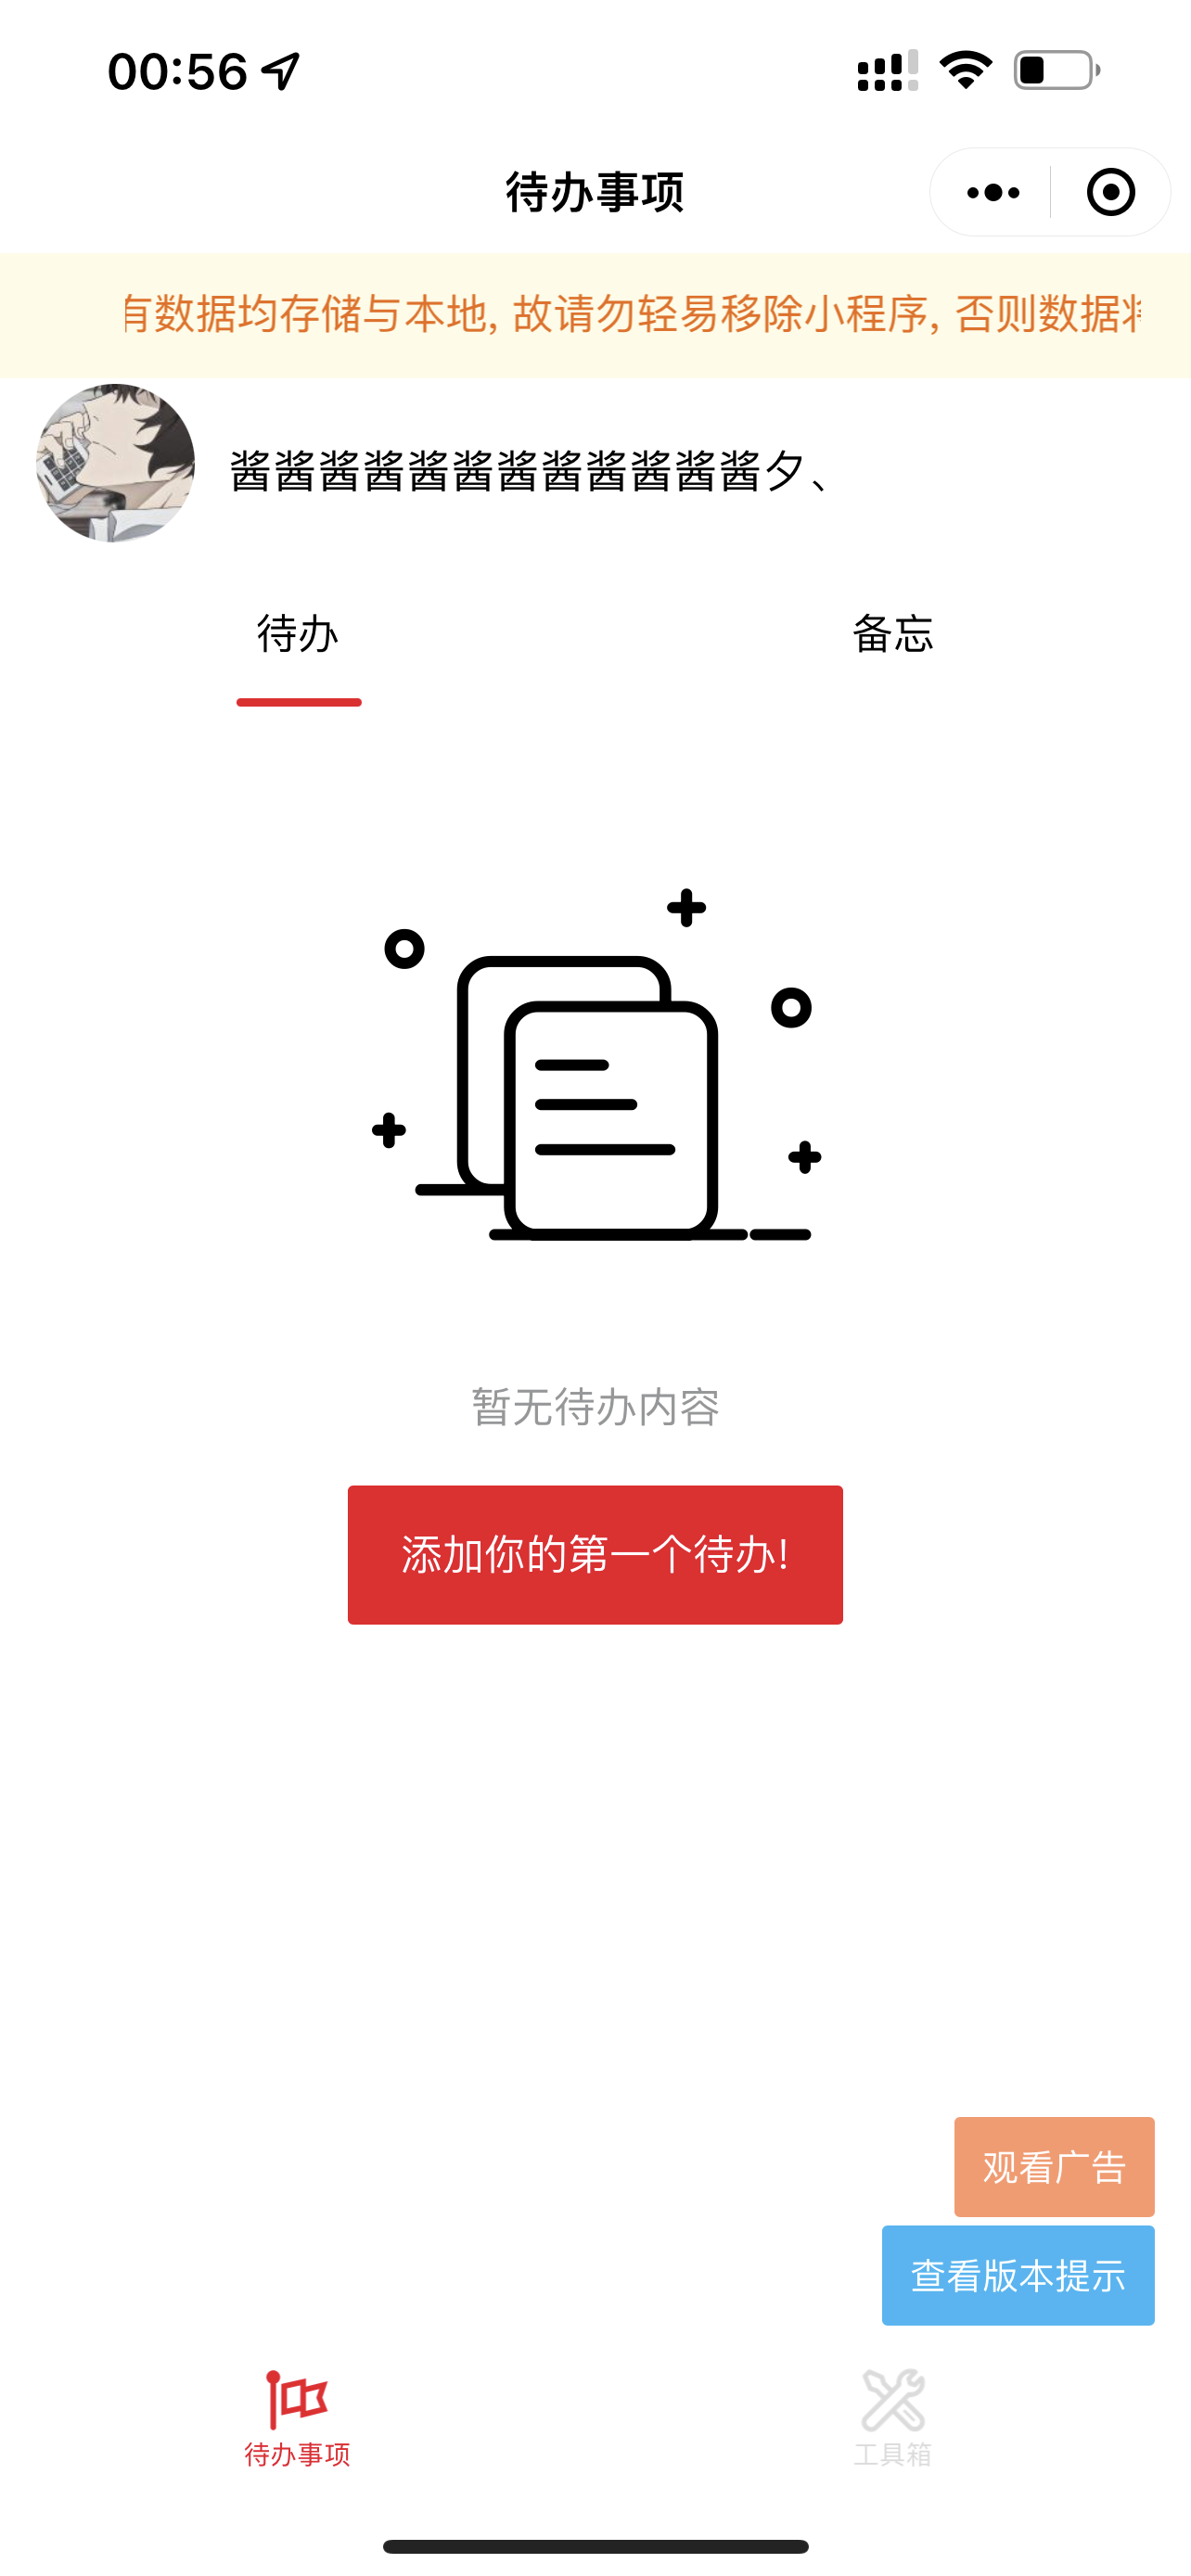 00:56
待办事项
有数据均存储与本地, 故请勿轻易移除小程序, 否则数据将
酱酱酱酱酱酱酱酱酱酱酱酱夕、
待办
备忘
暂无待办内容
添加你的第一个待办!
观看广告
查看版本提示
待办事项
工具箱